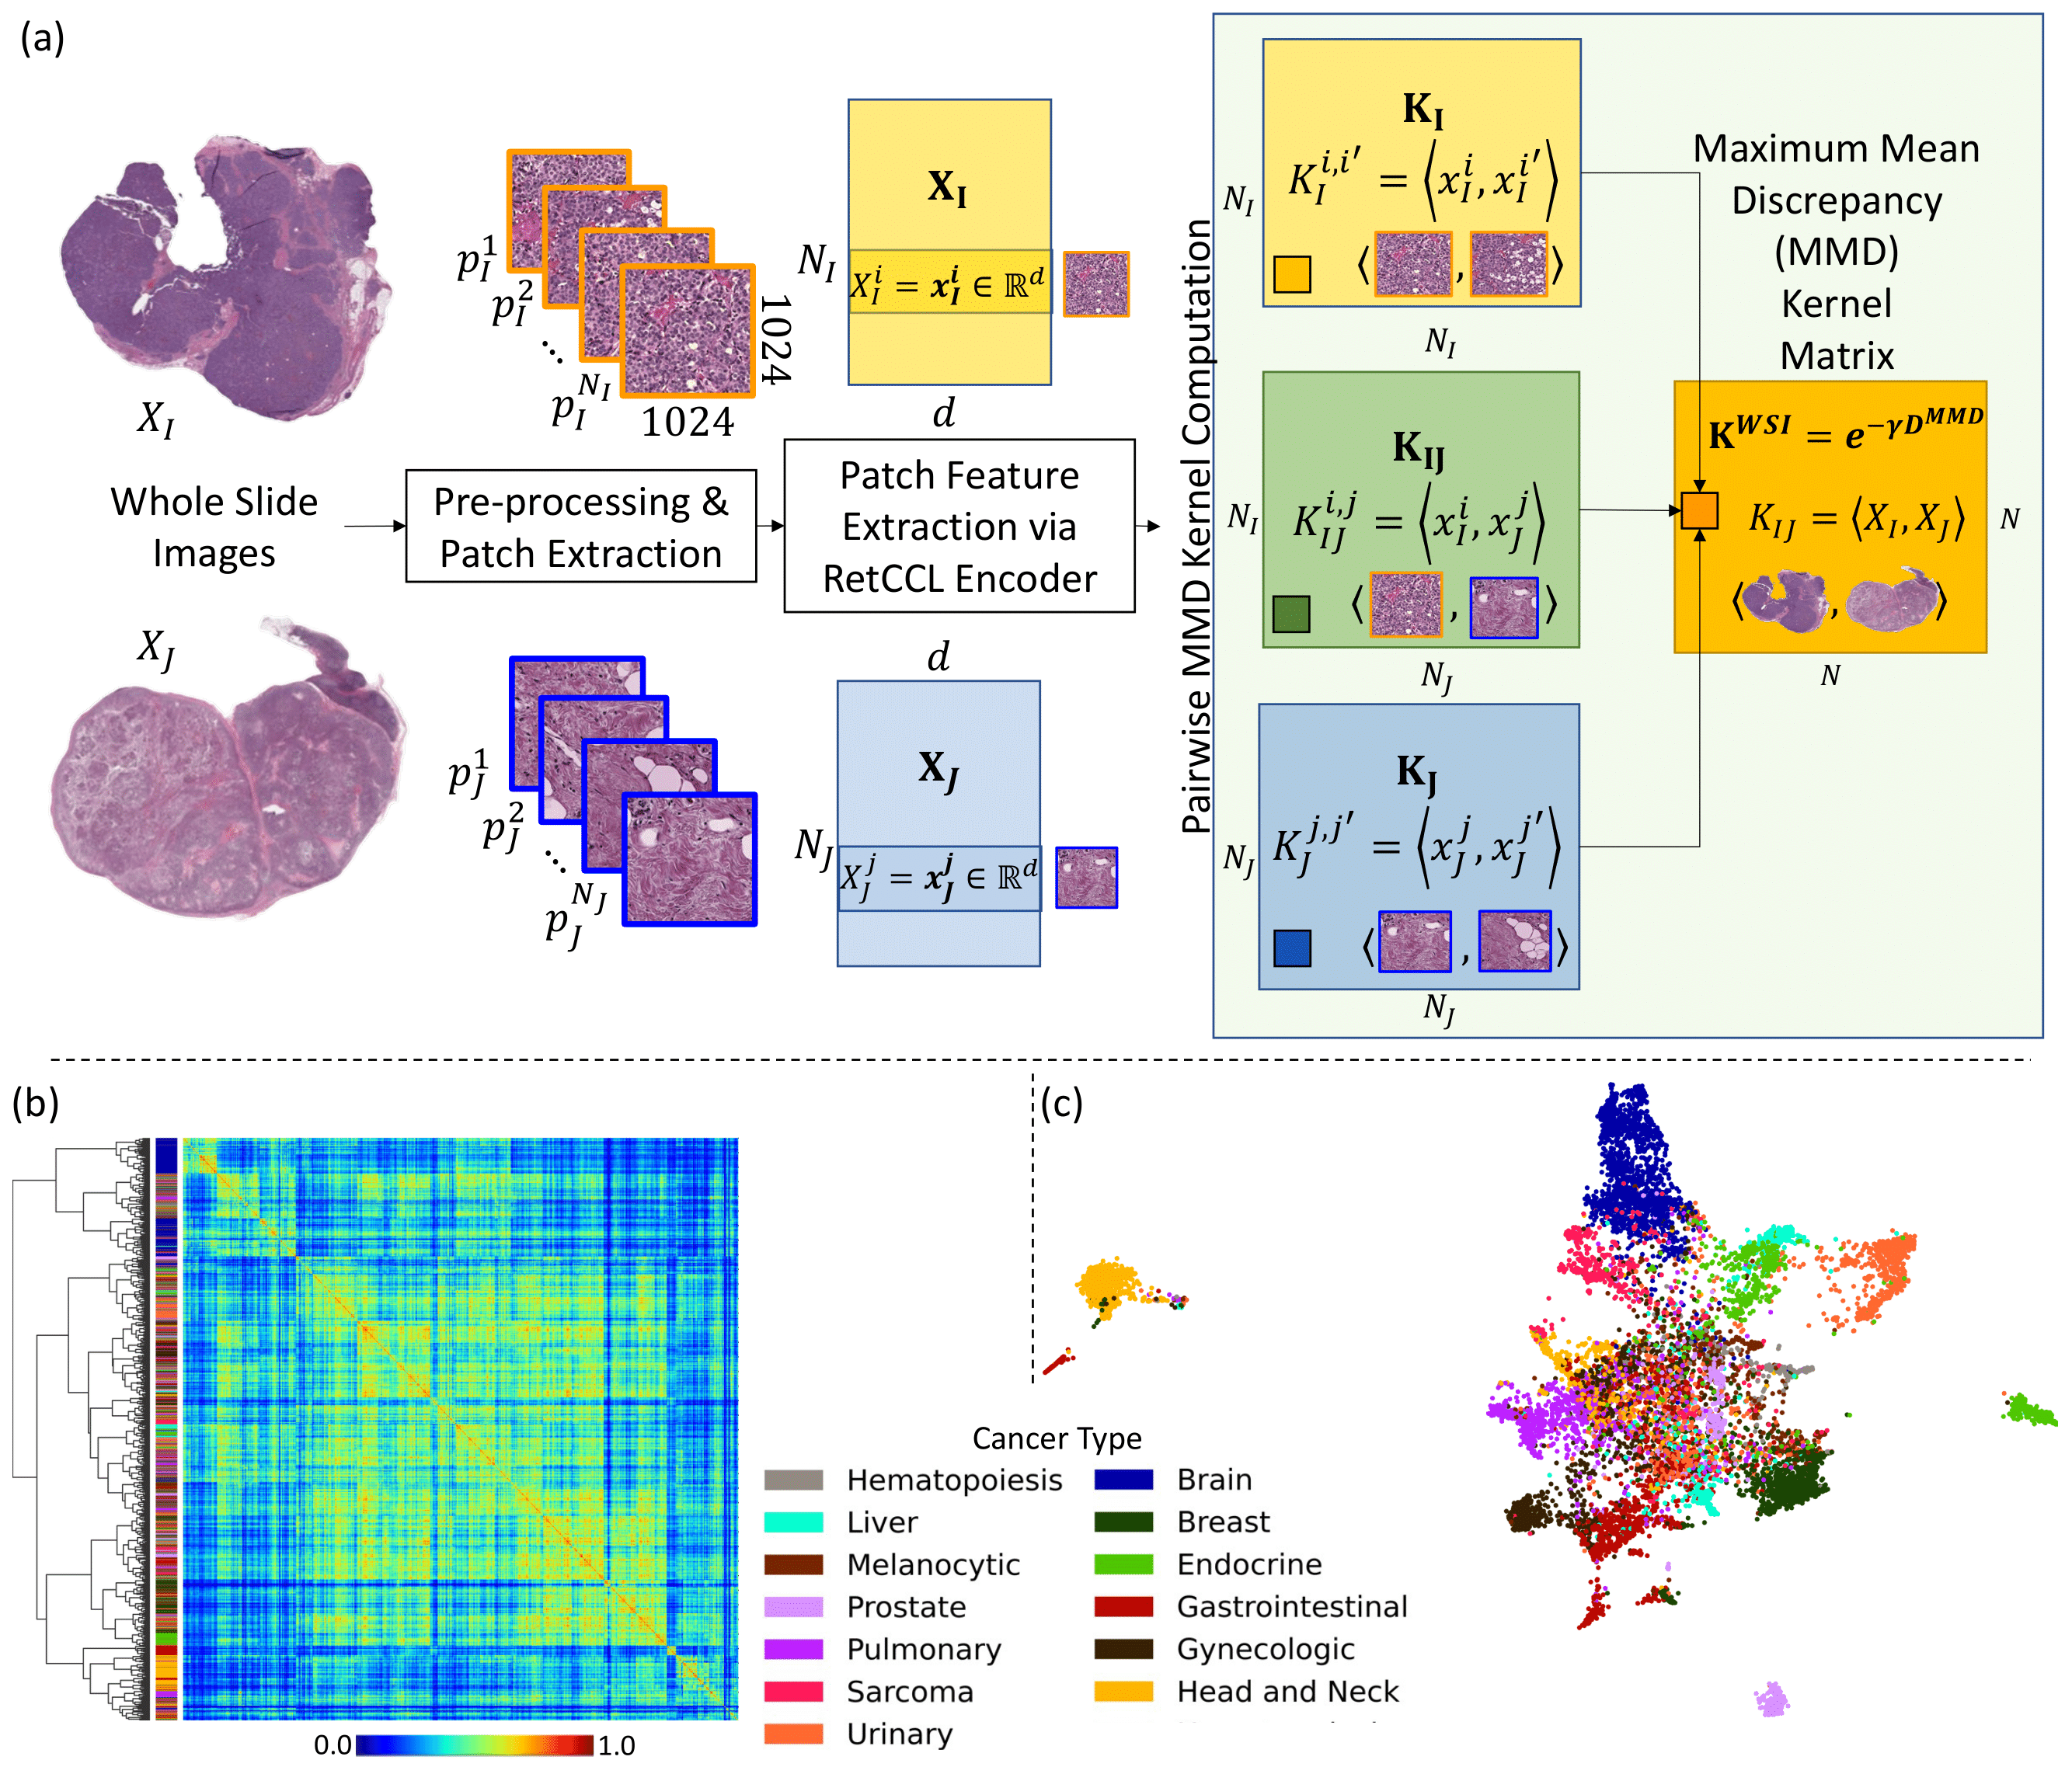 (a)
X_I
p_I^1
p_I^2
⋱
p_I^{N_I}
1024
1024
N_I
𝐗_𝐈
X_I^i = x_I^i ∈ ℝ^d
d
Whole Slide
Images
Pre-processing &
Patch Extraction
Patch Feature
Extraction via
RetCCL Encoder
X_J
p_J^1
p_J^2
⋱
p_J^{N_J}
d
N_J
𝐗_J
X_J^j = x_J^j ∈ ℝ^d
Pairwise MMD Kernel Computation
N_I
K_I
K_I^{i,i′} = ⟨x_I^i, x_I^{i′}⟩
⟨ , ⟩
N_I
N_I
K_IJ
K_IJ^{i,j} = ⟨x_I^i, x_J^j⟩
⟨ , ⟩
N_J
N_J
K_J
K_J^{j,j′} = ⟨x_J^j, x_J^{j′}⟩
⟨ , ⟩
N_J
Maximum Mean
Discrepancy
(MMD)
Kernel
Matrix
K^{WSI} = e^{−γD^{MMD}}
K_IJ = ⟨X_I, X_J⟩
⟨ , ⟩
N
N
(b)
0.0
1.0
(c)
Cancer Type
Hematopoiesis
Liver
Melanocytic
Prostate
Pulmonary
Sarcoma
Urinary
Brain
Breast
Endocrine
Gastrointestinal
Gynecologic
Head and Neck